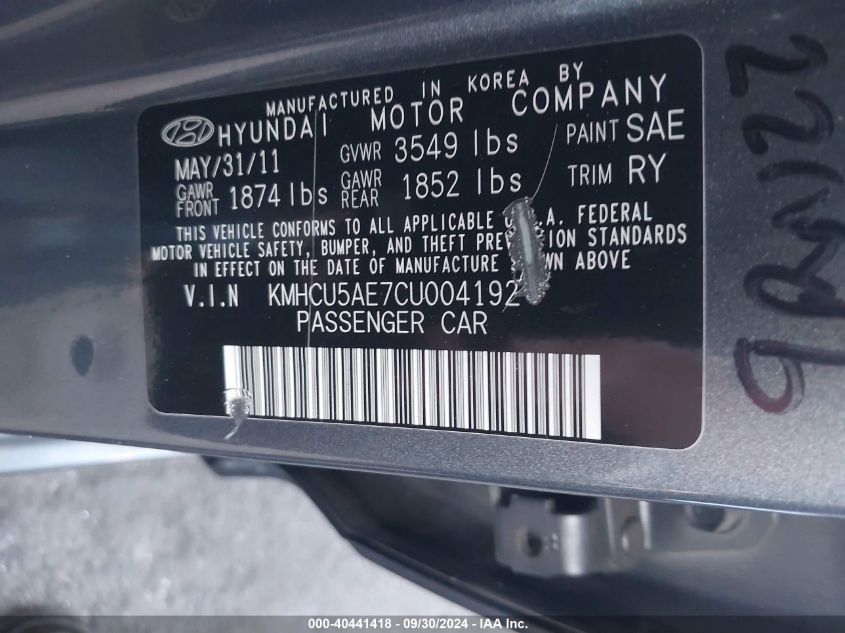 MANUFACTURED IN KOREA BY
HYUNDAI MOTOR COMPANY
MAY/31/11 GVWR 3549 lbs PAINT SAE
GAWR FRONT 1874 lbs GAWR REAR 1852 lbs TRIM RY
THIS VEHICLE CONFORMS TO ALL APPLICABLE A. FEDERAL
MOTOR VEHICLE SAFETY, BUMPER, AND THEFT STANDARDS
IN EFFECT ON THE DATE OF MANUFACTURE ABOVE
V.I.N KMHCU5AE7CU004192
PASSENGER CAR
000-40441418 - 09/30/2024 - IAA Inc.